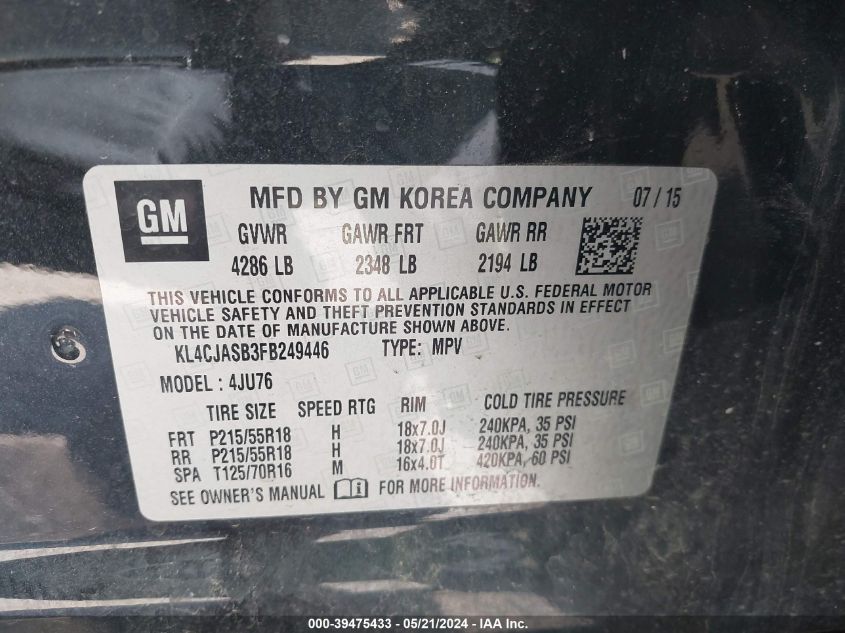 GM
MFD BY GM KOREA COMPANY 07 / 15
GVWR GAWR FRT GAWR RR
4286 LB 2348 LB 2194 LB
THIS VEHICLE CONFORMS TO ALL APPLICABLE U.S. FEDERAL MOTOR
VEHICLE SAFETY AND THEFT PREVENTION STANDARDS IN EFFECT
ON THE DATE OF MANUFACTURE SHOWN ABOVE.
KL4CJASB3FB249446 TYPE: MPV
MODEL : 4JU76
TIRE SIZE SPEED RTG RIM COLD TIRE PRESSURE
FRT P215/55R18 H 18x7.0J 240KPA, 35 PSI
RR P215/55R18 H 18x7.0J 240KPA, 35 PSI
SPA T125/70R16 M 16x4.0T 420KPA, 60 PSI
SEE OWNER'S MANUAL FOR MORE INFORMATION.
000-39475433 - 05/21/2024 - IAA Inc.